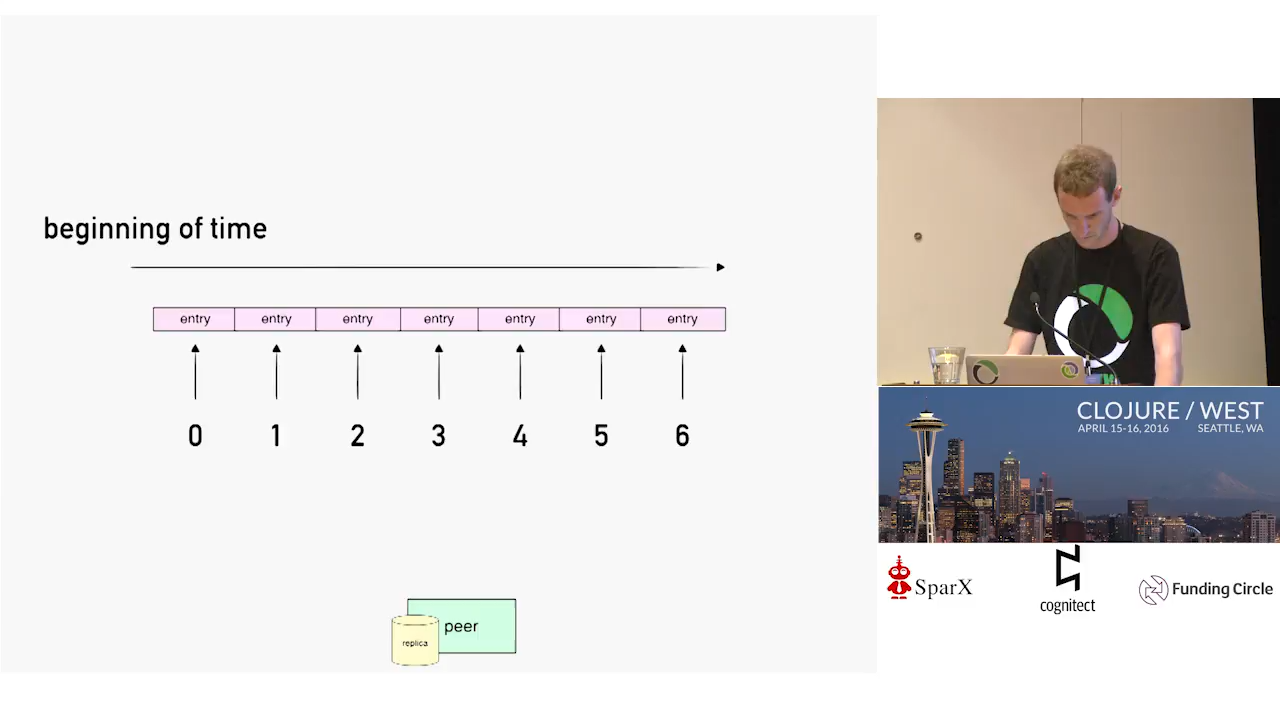 beginning of time
entry entry entry entry entry entry entry
0 1 2 3 4 5 6
peer
replica
CLOJURE / WEST
APRIL 15-16, 2016 SEATTLE, WA
SparX
cognitect
Funding Circle